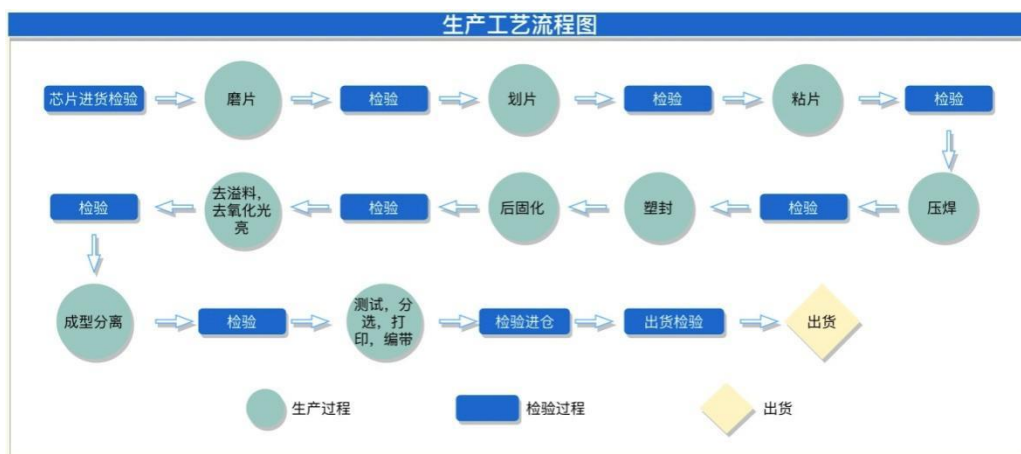 生产工艺流程图
芯片进货检验
磨片
检验
划片
检验
粘片
检验
压焊
检验
塑封
后固化
检验
去溢料，
去氧化光
亮
检验
成型分离
检验
测试，分
选，打
印，编带
检验进仓
出货检验
出货
生产过程
检验过程
出货